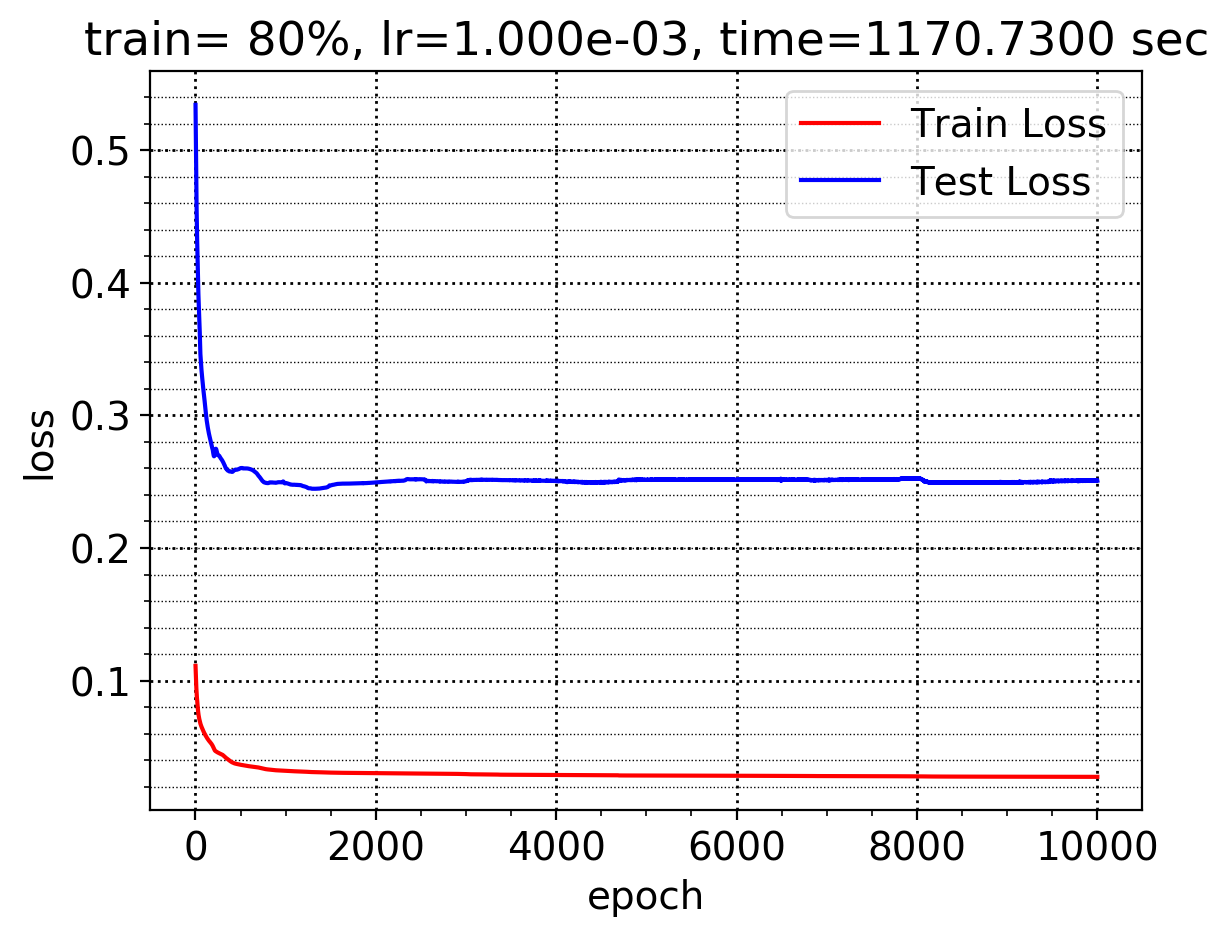 train= 80%, lr=1.000e-03, time=1170.7300 sec
Train Loss
Test Loss
0.5
0.4
0.3
0.2
0.1
loss
0 2000 4000 6000 8000 10000
epoch